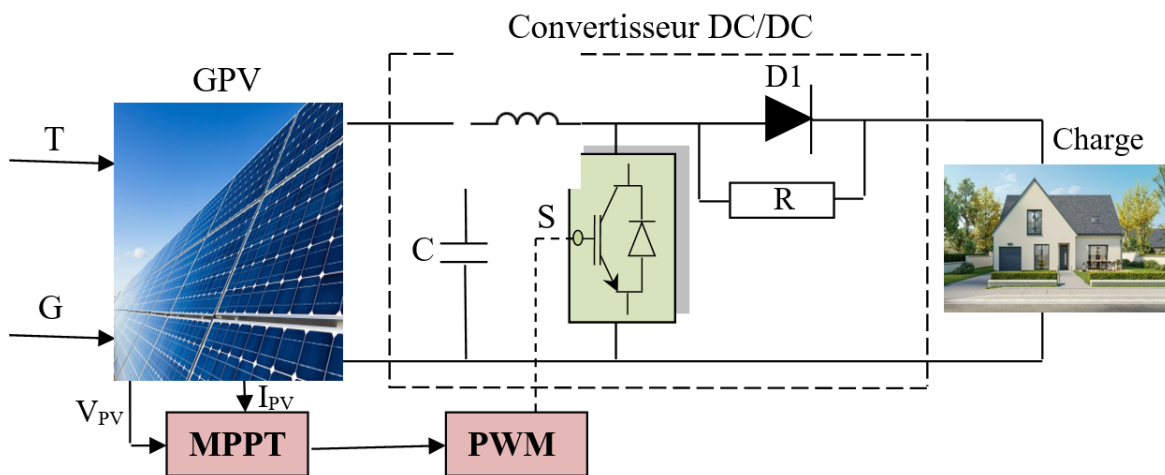 Convertisseur DC/DC
GPV
D1
T
Charge
R
S
C
G
VPV
IPV
MPPT
PWM